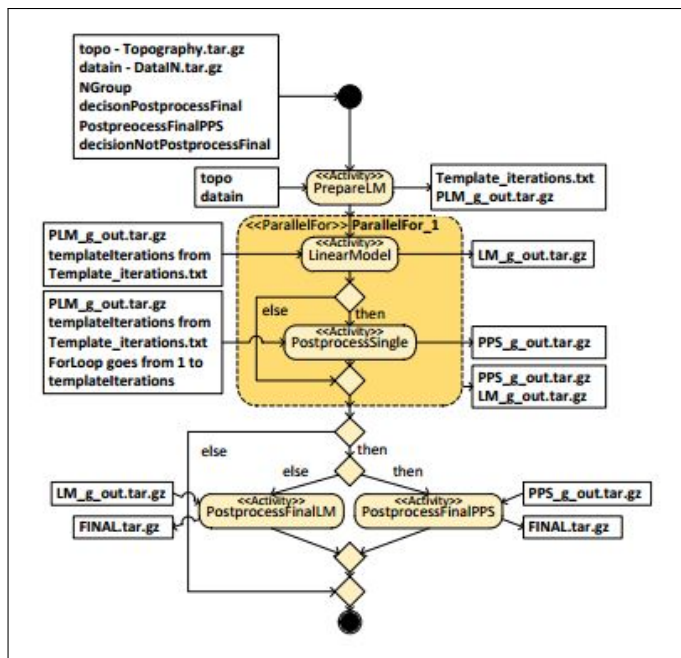 topo - Topography.tar.gz
datain - DataIN.tar.gz
NGroup
decisonPostprocessFinal
PostpreocessFinalPPS
decisionNotPostprocessFinal
topo
datain
<<Activity>>
PrepareLM
Template_iterations.txt
PLM_g_out.tar.gz
<<ParallelFor>> ParallelFor_1
PLM_g_out.tar.gz
templateIterations from
Template_iterations.txt
<<Activity>>
LinearModel
LM_g_out.tar.gz
else
then
PLM_g_out.tar.gz
templateIterations from
Template_iterations.txt
ForLoop goes from 1 to
templateIterations
<<Activity>>
PostprocessSingle
PPS_g_out.tar.gz
PPS_g_out.tar.gz
LM_g_out.tar.gz
else
then
else
then
LM_g_out.tar.gz
FINAL.tar.gz
<<Activity>>
PostprocessFinalLM
<<Activity>>
PostprocessFinalPPS
PPS_g_out.tar.gz
FINAL.tar.gz